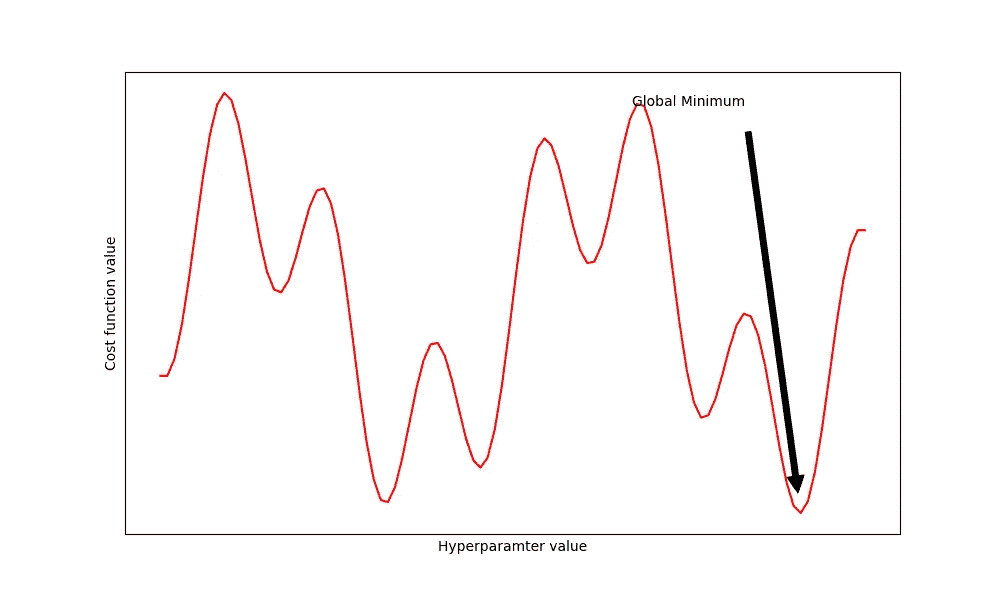 Global Minimum
Cost function value
Hyperparamter value